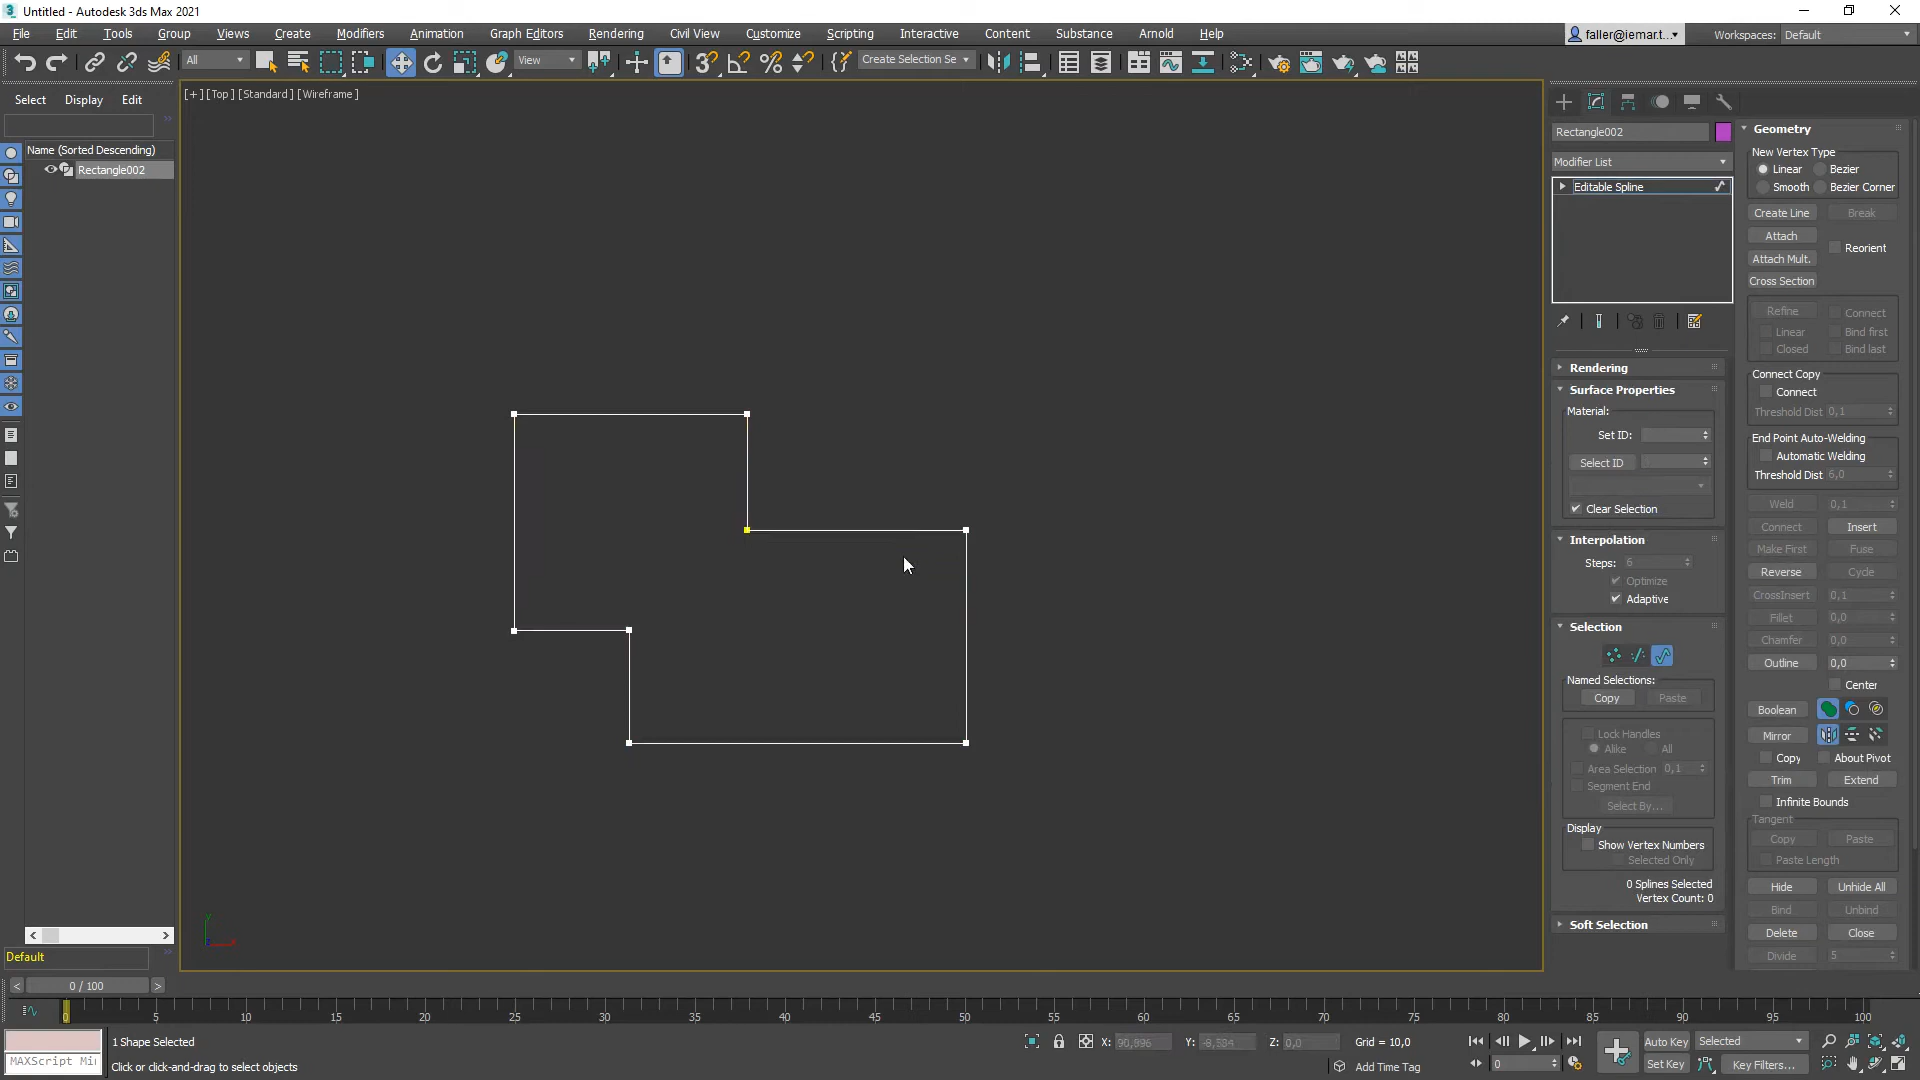 Untitled - Autodesk 3ds Max 2021
File Edit Tools Group Views Create Modifiers Animation Graph Editors Rendering Civil View Customize Scripting Interactive Content Substance Arnold Help
faller@iemar.t... Workspaces: Default
All View Create Selection Se
Select Display Edit
[+] [Top] [Standard] [Wireframe]
Name (Sorted Descending)
Rectangle002
Rectangle002
Modifier List
Editable Spline
Rendering
Surface Properties
Material:
Set ID:
Select ID
Clear Selection
Interpolation
Steps: 6
Optimize
Adaptive
Selection
Named Selections:
Copy Paste
Lock Handles
Alike All
Area Selection 0,1
Segment End
Select By...
Display
Show Vertex Numbers
Selected Only
0 Splines Selected
Vertex Count: 0
Soft Selection
Geometry
New Vertex Type
Linear Bezier
Smooth Bezier Corner
Create Line Break
Attach Reorient
Attach Mult.
Cross Section
Refine Connect
Linear Bind first
Closed Bind last
Connect Copy
Connect
Threshold Dist 0,1
End Point Auto-Welding
Automatic Welding
Threshold Dist 6,0
Weld 0,1
Connect Insert
Make First Fuse
Reverse Cycle
CrossInsert 0,1
Fillet 0,0
Chamfer 0,0
Outline 0,0
Center
Boolean
Mirror
Copy About Pivot
Trim Extend
Infinite Bounds
Tangent
Copy Paste
Paste Length
Hide Unhide All
Bind Unbind
Delete Close
Divide 5
y
x
Default
< 0 / 100 >
0 5 10 15 20 25 30 35 40 45 50 55 60 65 70 75 80 85 90 95 100
1 Shape Selected X: 90,896 Y: -8,584 Z: 0,0 Grid = 10,0 Auto Key Selected
MAXScript Mi Click or click-and-drag to select objects Add Time Tag 0 Set Key Key Filters...